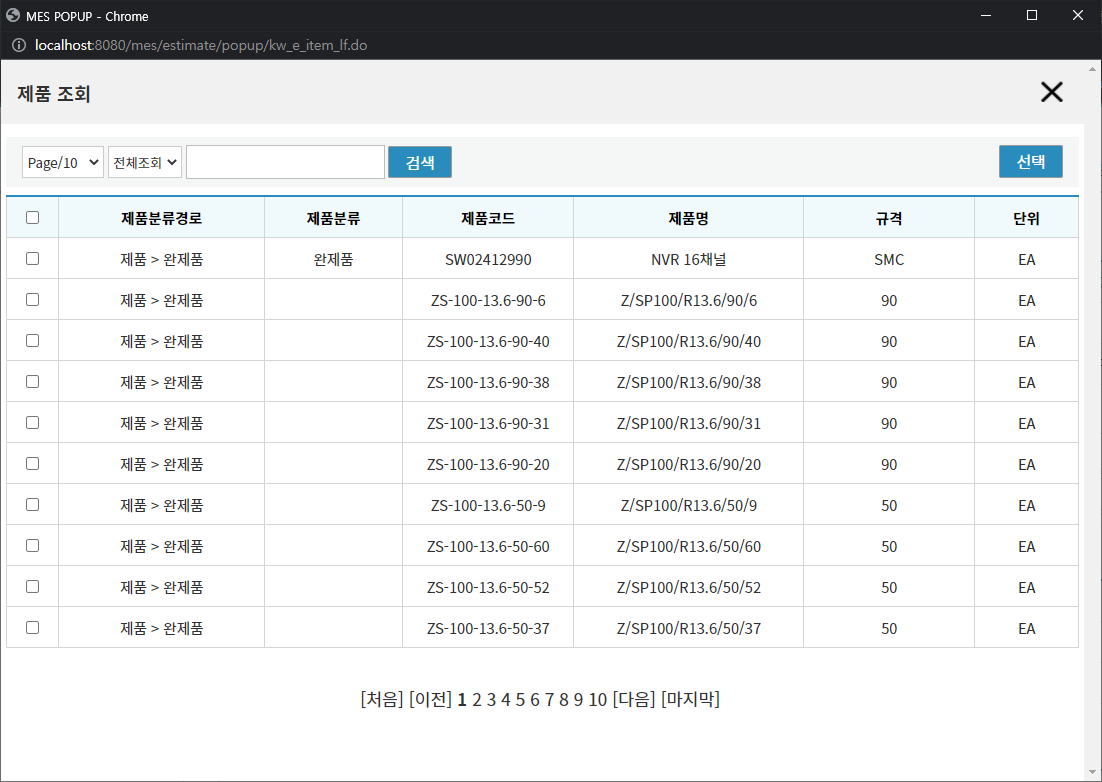 MES POPUP - Chrome
localhost:8080/mes/estimate/popup/kw_e_item_lf.do
제품 조회
Page/10 전체조회 검색 선택
제품분류경로 제품분류 제품코드 제품명 규격 단위
제품 > 완제품 완제품 SW02412990 NVR 16채널 SMC EA
제품 > 완제품 ZS-100-13.6-90-6 Z/SP100/R13.6/90/6 90 EA
제품 > 완제품 ZS-100-13.6-90-40 Z/SP100/R13.6/90/40 90 EA
제품 > 완제품 ZS-100-13.6-90-38 Z/SP100/R13.6/90/38 90 EA
제품 > 완제품 ZS-100-13.6-90-31 Z/SP100/R13.6/90/31 90 EA
제품 > 완제품 ZS-100-13.6-90-20 Z/SP100/R13.6/90/20 90 EA
제품 > 완제품 ZS-100-13.6-50-9 Z/SP100/R13.6/50/9 50 EA
제품 > 완제품 ZS-100-13.6-50-60 Z/SP100/R13.6/50/60 50 EA
제품 > 완제품 ZS-100-13.6-50-52 Z/SP100/R13.6/50/52 50 EA
제품 > 완제품 ZS-100-13.6-50-37 Z/SP100/R13.6/50/37 50 EA
[처음] [이전] 1 2 3 4 5 6 7 8 9 10 [다음] [마지막]